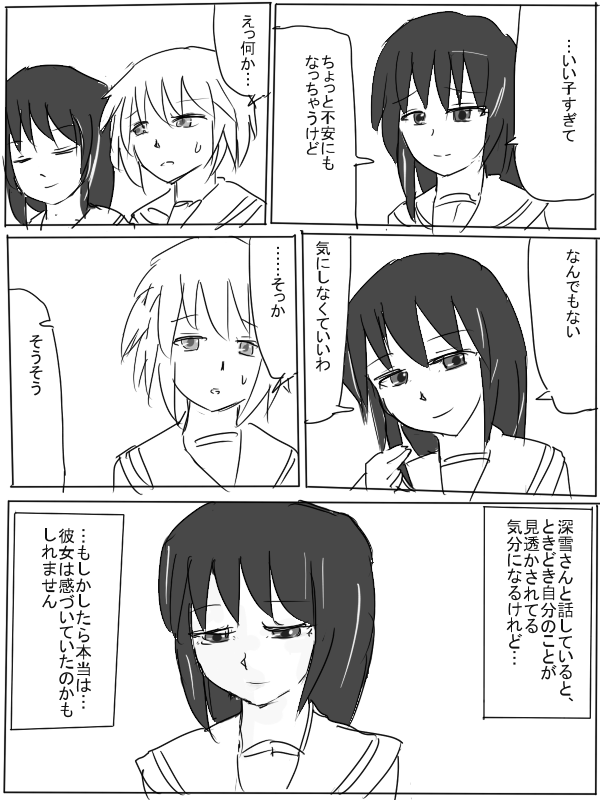 …いい子すぎて
ちょっと不安にも
なっちゃうけど
えっ何か…
なんでもない
気にしなくていいわ
……そっか
そうそう
深雪さんと話していると、
ときどき自分のことが
見透かされてる
気分になるけれど…
…もしかしたら本当は…
彼女は感づいていたのかも
しれません